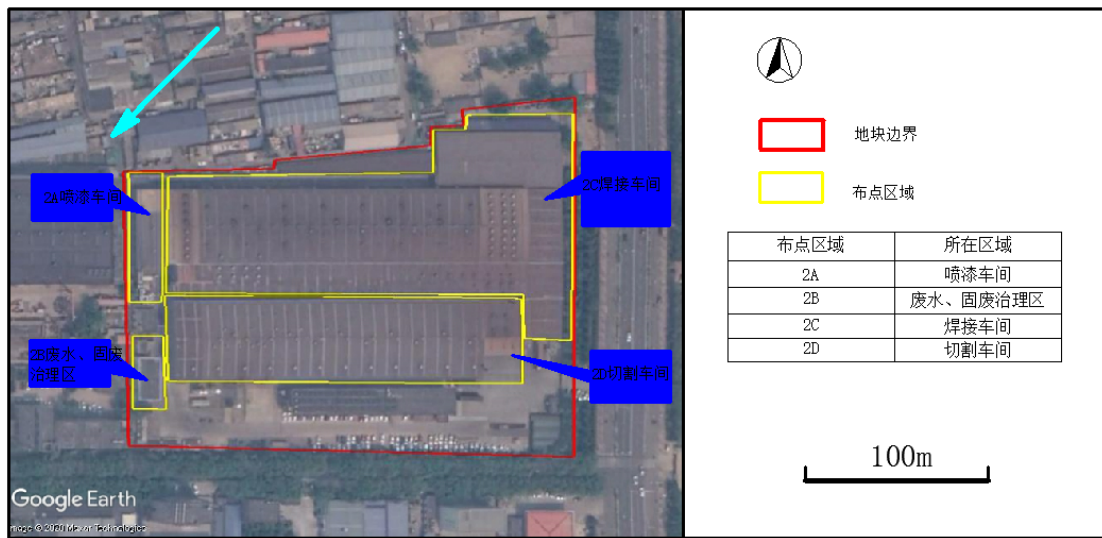 2A喷漆车间
2C焊接车间
2B废水、固废
治理区
2D切割车间
Google Earth
地块边界
布点区域
布点区域 所在区域
2A 喷漆车间
2B 废水、固废治理区
2C 焊接车间
2D 切割车间
100m